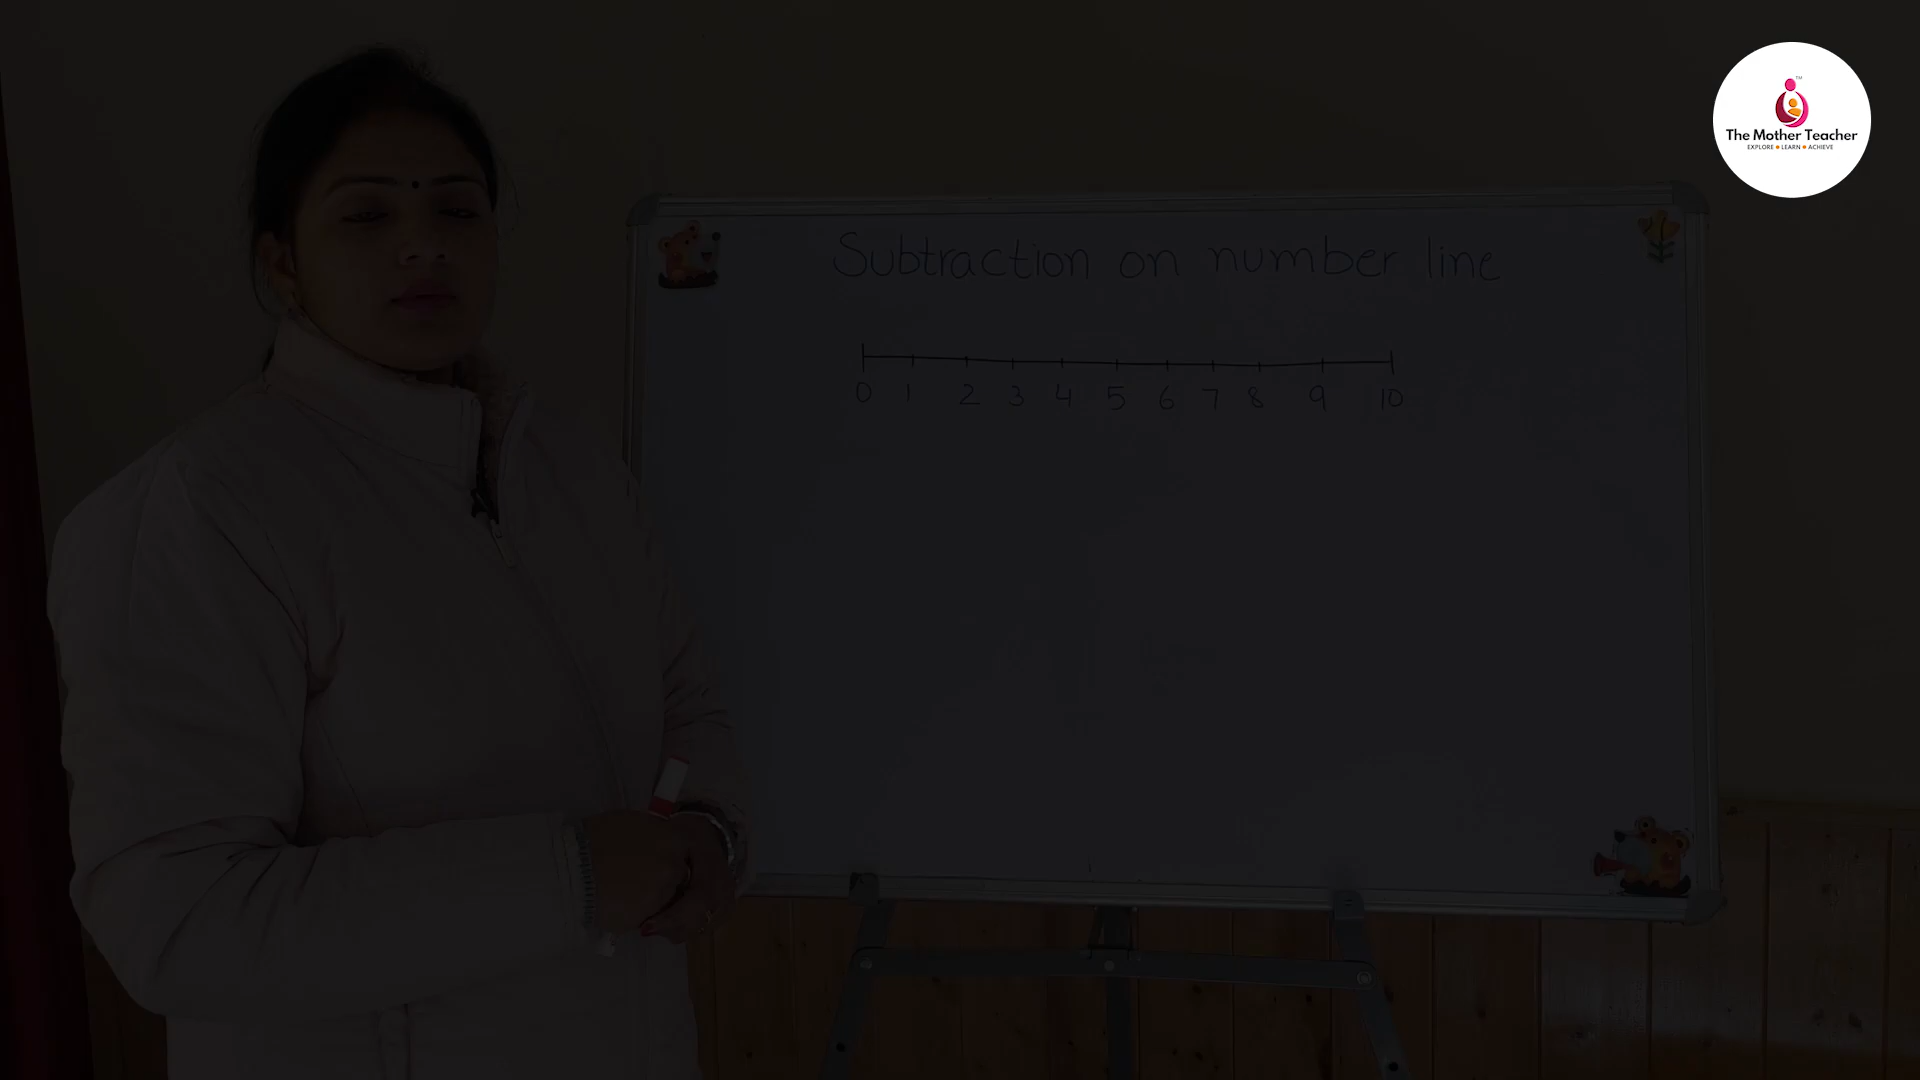 The Mother Teacher
EXPLORE • LEARN • ACHIEVE
Subtraction on number line
0 1 2 3 4 5 6 7 8 9 10